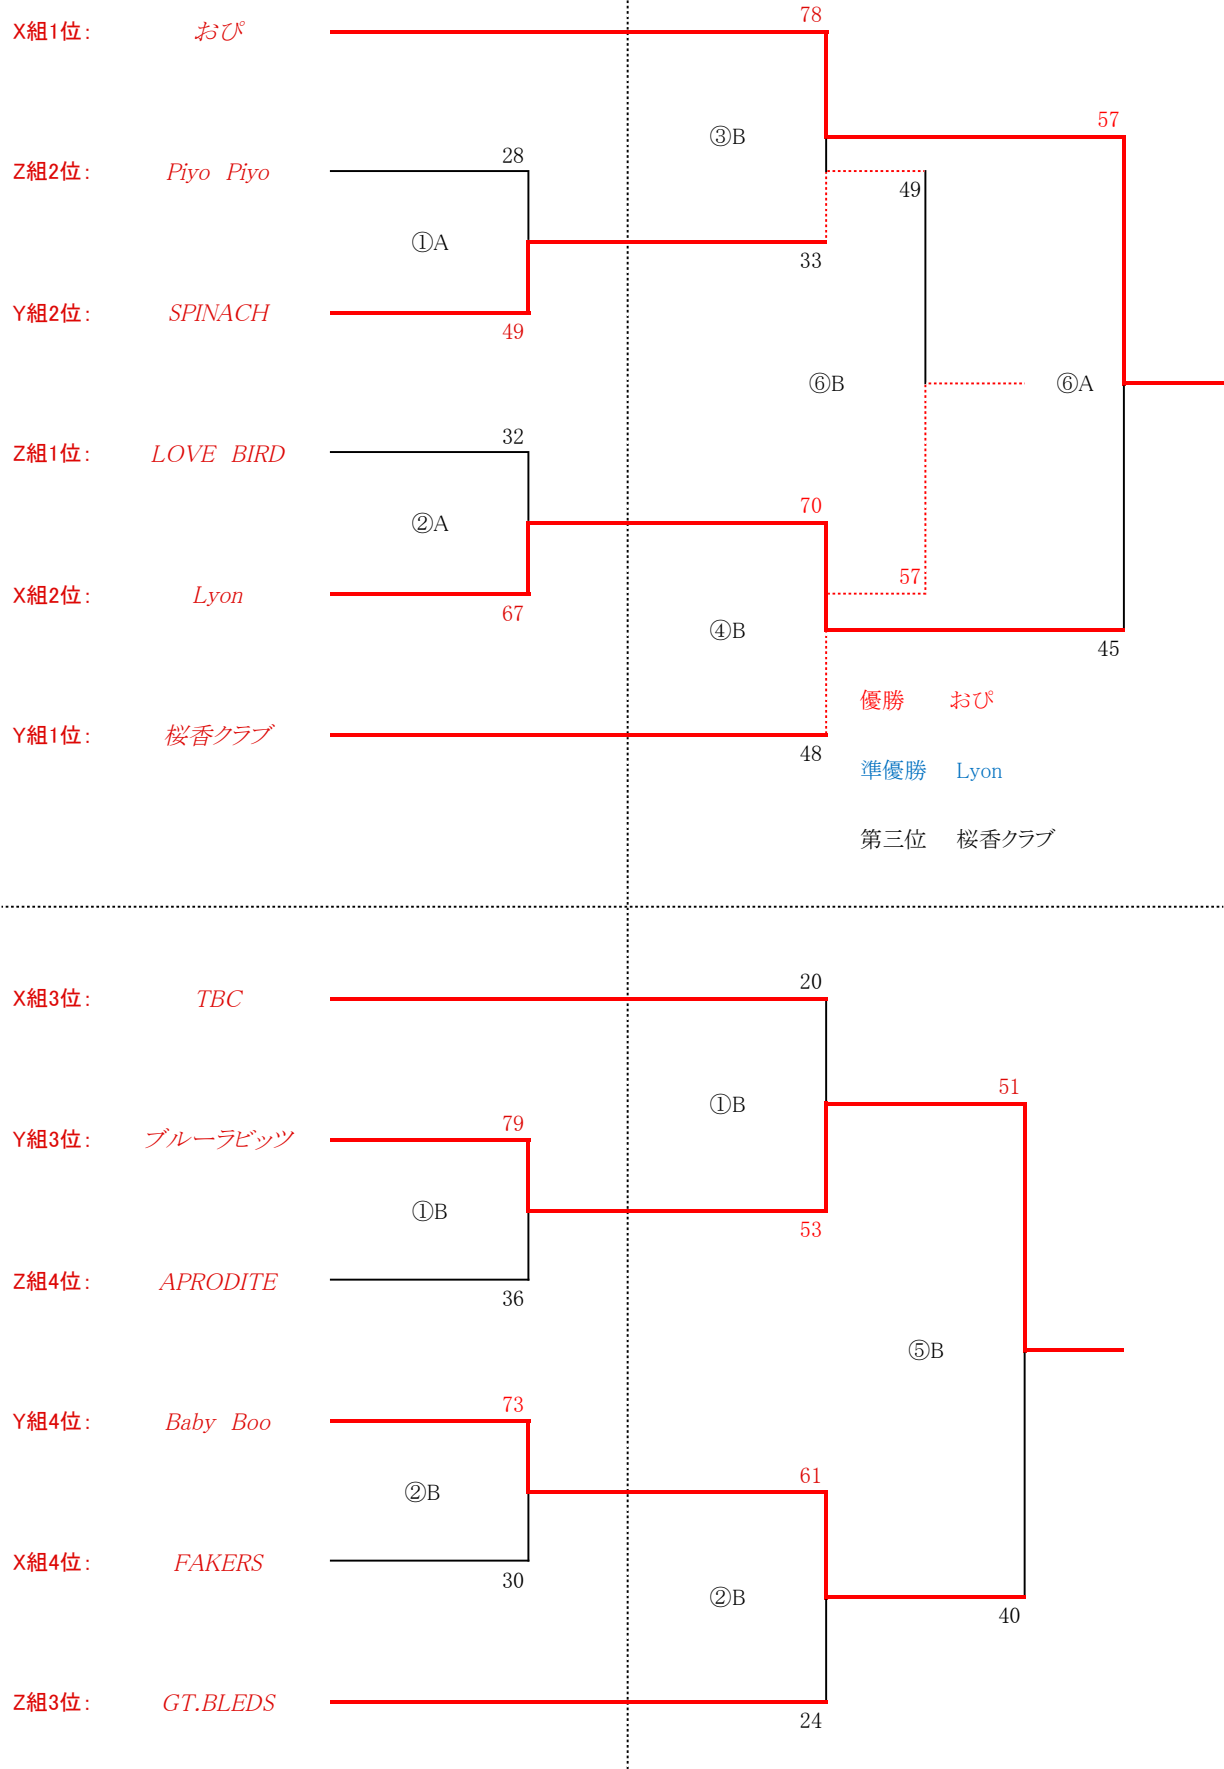 78
X組1位： おぴ
57
③B
28
Z組2位： Piyo Piyo
49
①A
33
Y組2位： SPINACH
49
⑥B ⑥A
32
Z組1位： LOVE BIRD
70
②A
57
X組2位： Lyon
67
④B
45
優勝 おぴ
Y組1位： 桜香クラブ
48
準優勝 Lyon
第三位 桜香クラブ
20
X組3位： TBC
51
①B
79
Y組3位： ブルーラビッツ
①B
53
Z組4位： APRODITE
36
⑤B
73
Y組4位： Baby Boo
61
②B
X組4位： FAKERS
30
②B
40
Z組3位： GT.BLEDS
24